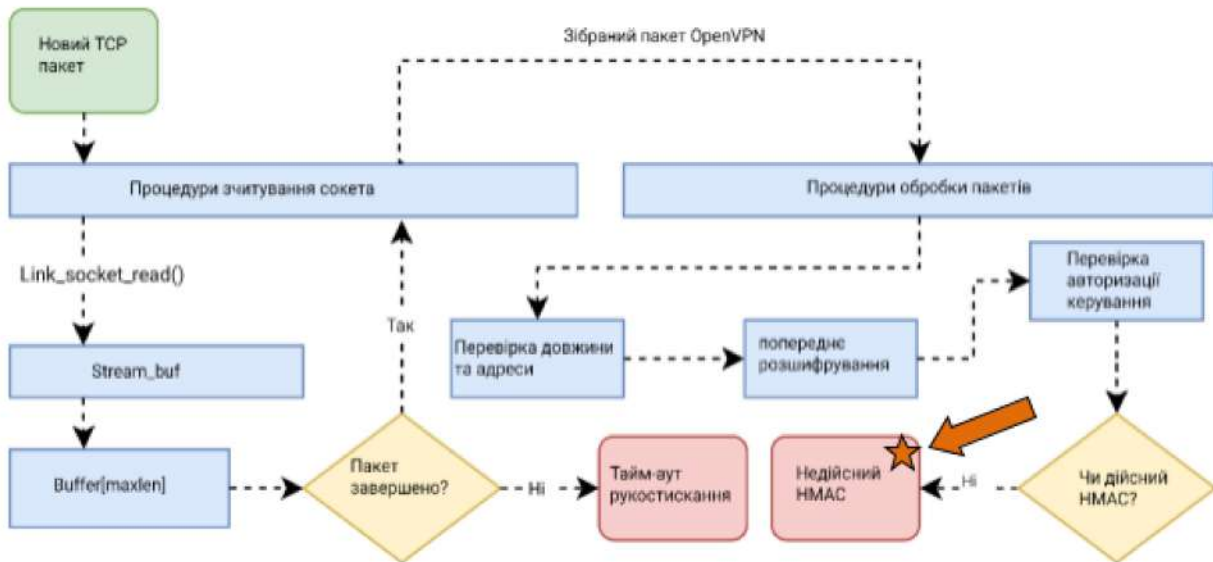 Новий TCP
пакет
Зібраний пакет OpenVPN
Процедури зчитування сокета
Процедури обробки пакетів
Link_socket_read()
Так
Перевірка
авторизації
керування
Stream_buf
Перевірка довжини
та адреси
попереднє
розшифрування
Buffer[maxlen]
Пакет
завершено?
Ні
Тайм-аут
рукостискання
Недійсний
HMAC
Ні
Чи дійсний
HMAC?